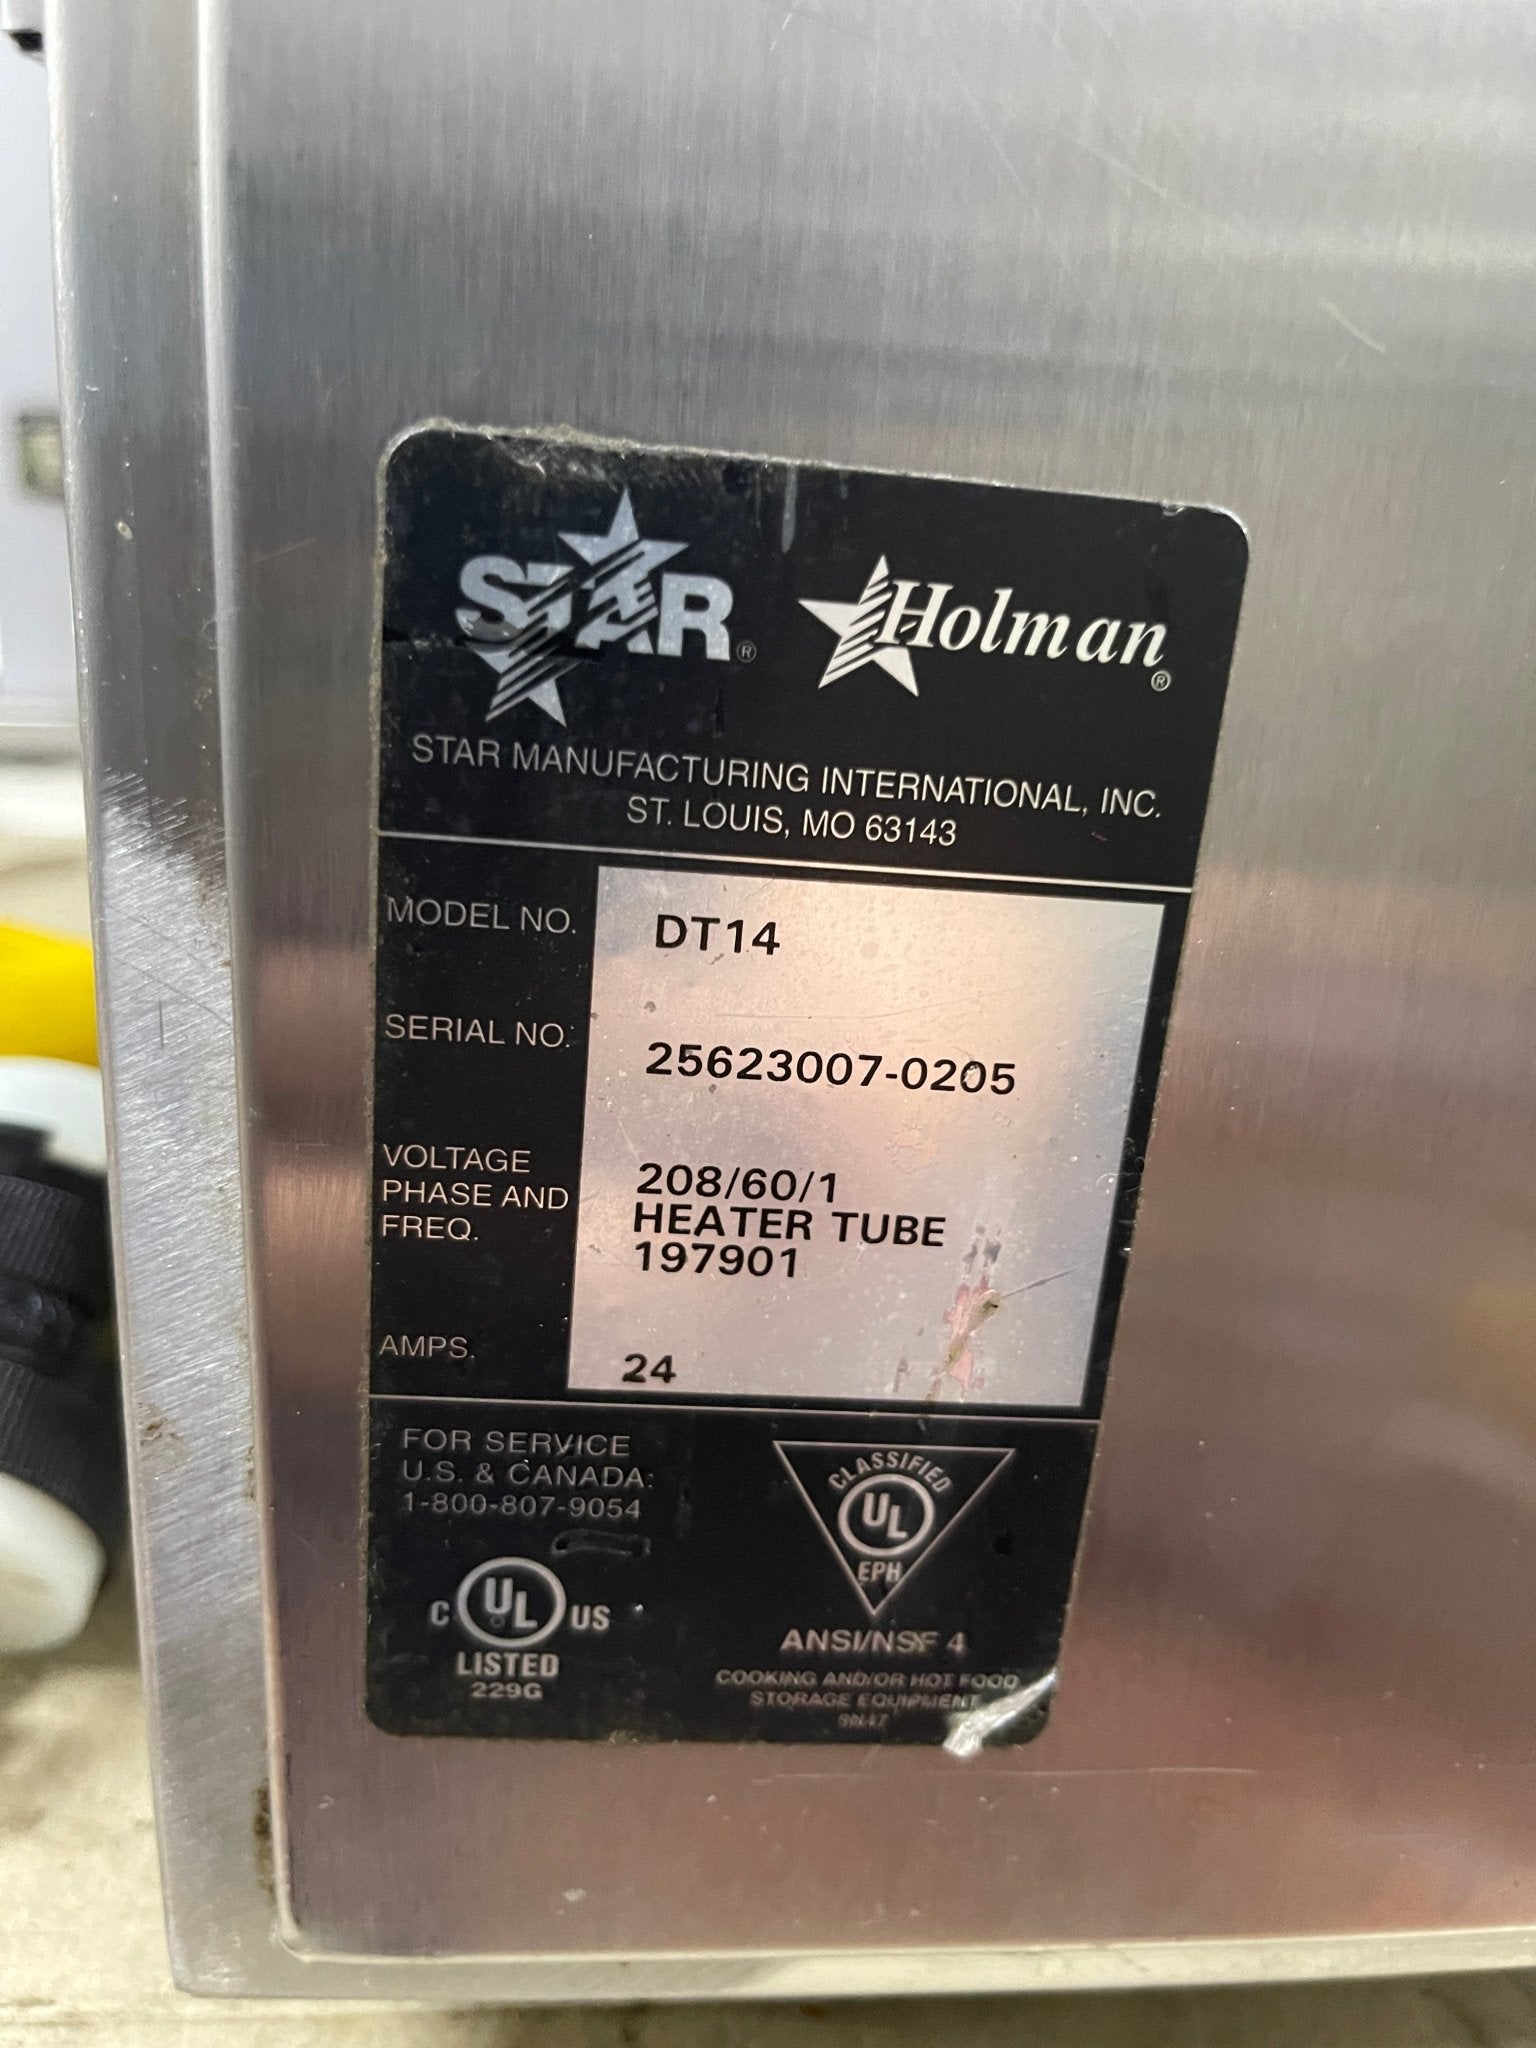 STAR®
Holman®
STAR MANUFACTURING INTERNATIONAL, INC.
ST. LOUIS, MO 63143
MODEL NO. DT14
SERIAL NO. 25623007-0205
VOLTAGE
PHASE AND
FREQ.
208/60/1
HEATER TUBE
197901
AMPS. 24
FOR SERVICE
U.S. & CANADA:
1-800-807-9054
C UL US
LISTED
229G
CLASSIFIED
UL
EPH
ANSI/NSF 4
COOKING AND/OR HOT FOOD
STORAGE EQUIPMENT